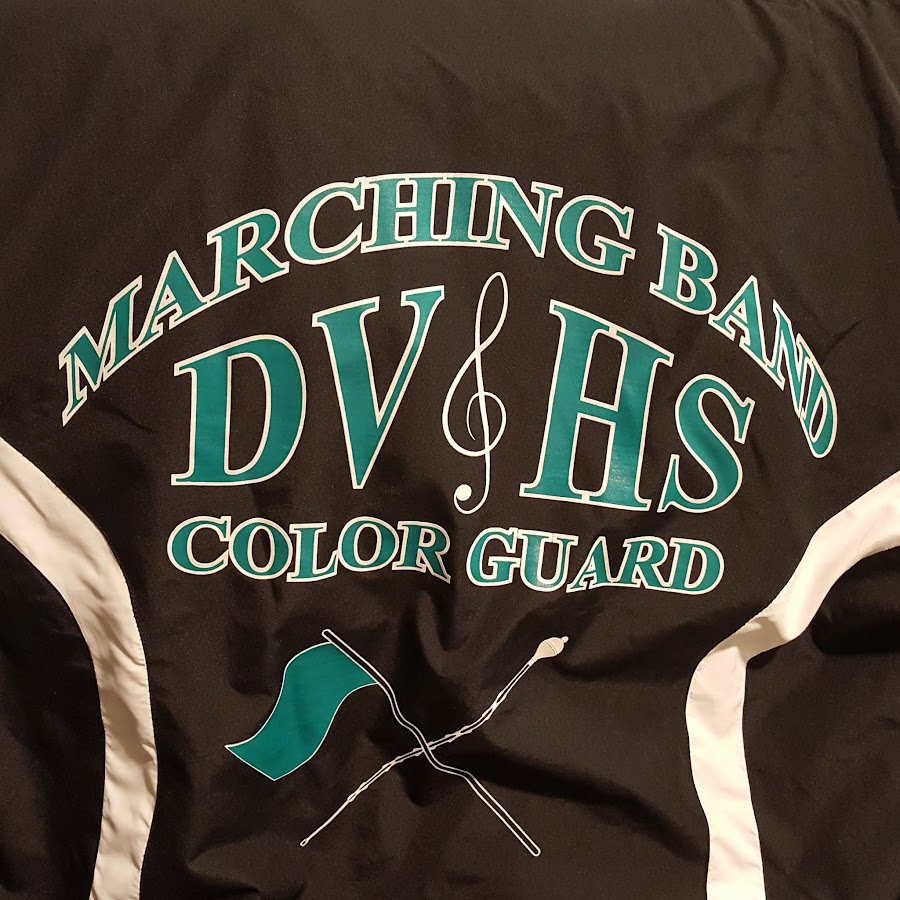 MARCHING BAND
DV HS
COLOR GUARD